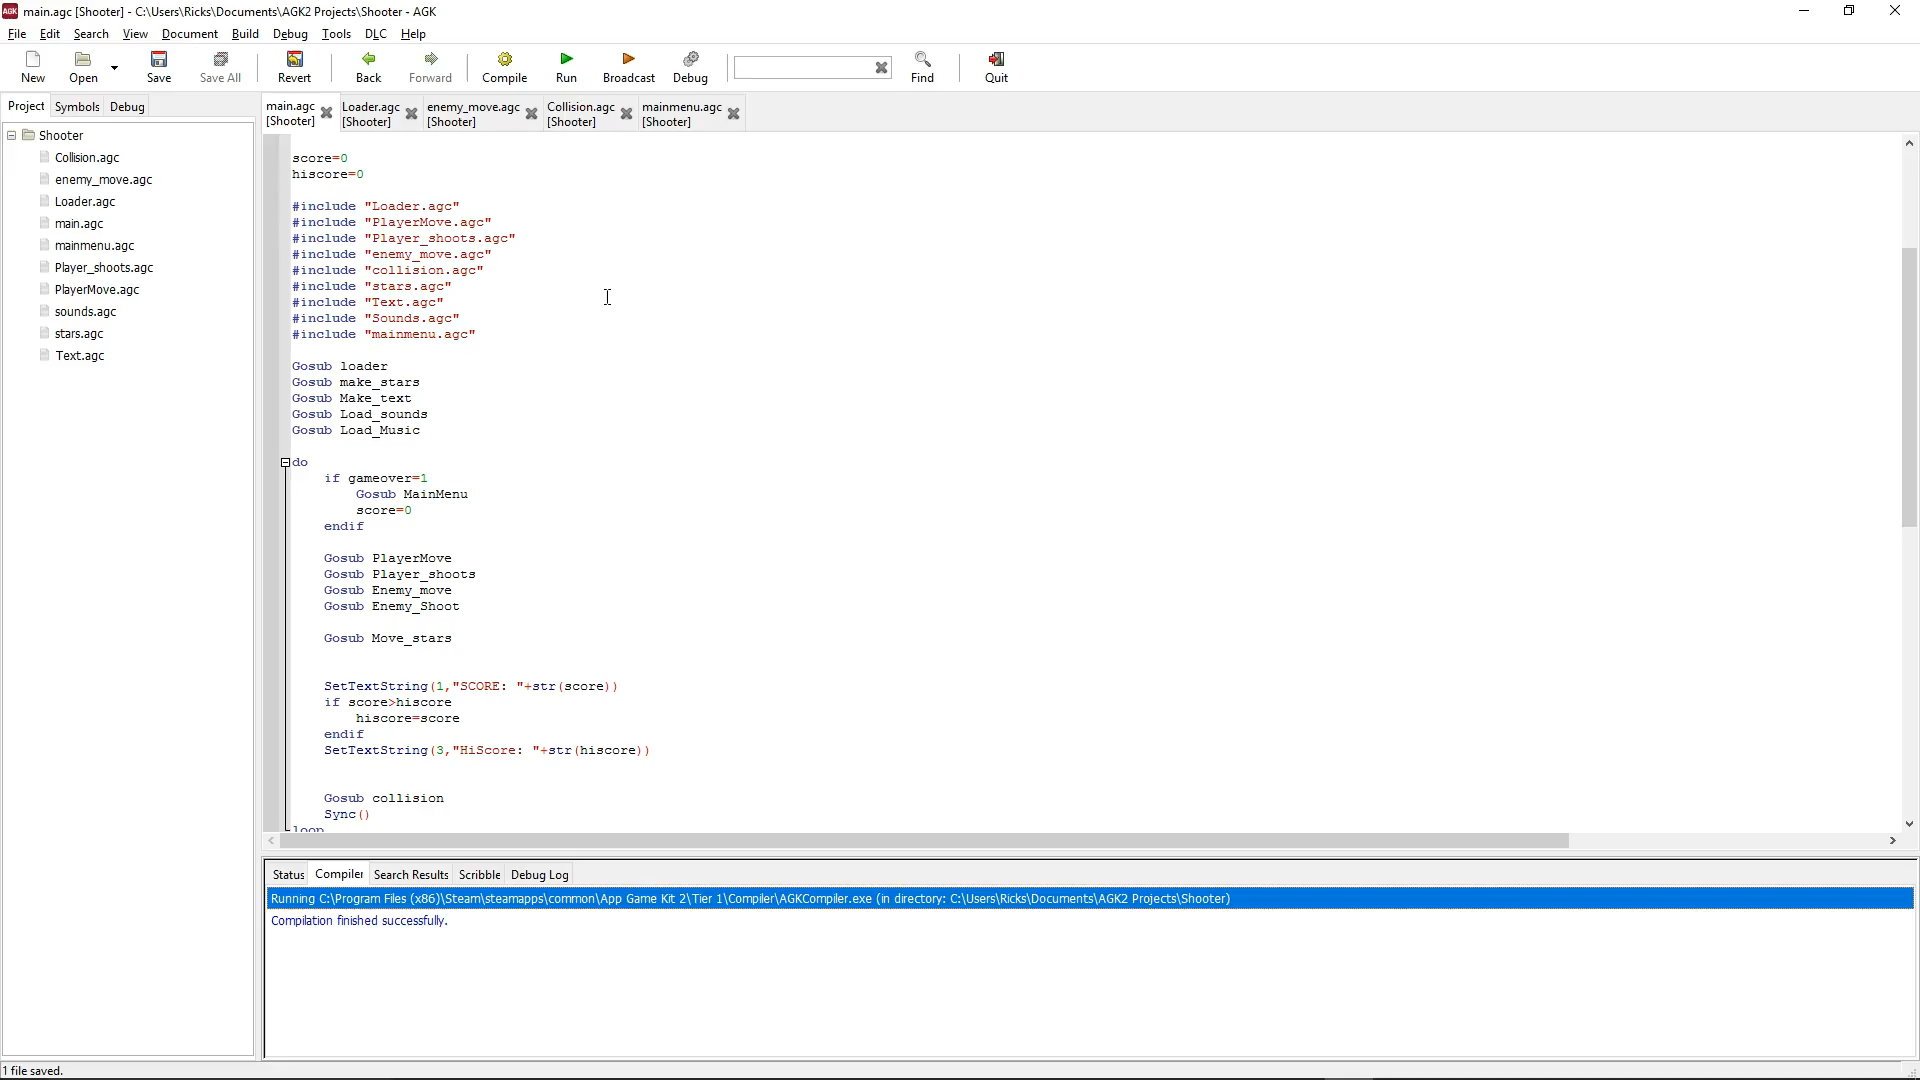 main.agc [Shooter] - C:\Users\Ricks\Documents\AGK2 Projects\Shooter - AGK
File Edit Search View Document Build Debug Tools DLC Help
New Open Save Save All Revert Back Forward Compile Run Broadcast Debug Find Quit
Project Symbols Debug
main.agc [Shooter]
Loader.agc [Shooter]
enemy_move.agc [Shooter]
Collision.agc [Shooter]
mainmenu.agc [Shooter]
Shooter
Collision.agc
enemy_move.agc
Loader.agc
main.agc
mainmenu.agc
Player_shoots.agc
PlayerMove.agc
sounds.agc
stars.agc
Text.agc
score=0
hiscore=0
#include "Loader.agc"
#include "PlayerMove.agc"
#include "Player_shoots.agc"
#include "enemy_move.agc"
#include "collision.agc"
#include "stars.agc"
#include "Text.agc"
#include "Sounds.agc"
#include "mainmenu.agc"
Gosub loader
Gosub make_stars
Gosub Make_text
Gosub Load_sounds
Gosub Load_Music
do
if gameover=1
Gosub MainMenu
score=0
endif
Gosub PlayerMove
Gosub Player_shoots
Gosub Enemy_move
Gosub Enemy_Shoot
Gosub Move_stars
SetTextString(1,"SCORE: "+str(score))
if score>hiscore
hiscore=score
endif
SetTextString(3,"HiScore: "+str(hiscore))
Gosub collision
Sync()
loop
Status Compiler Search Results Scribble Debug Log
Running C:\Program Files (x86)\Steam\steamapps\common\App Game Kit 2\Tier 1\Compiler\AGKCompiler.exe (in directory: C:\Users\Ricks\Documents\AGK2 Projects\Shooter)
Compilation finished successfully.
1 file saved.